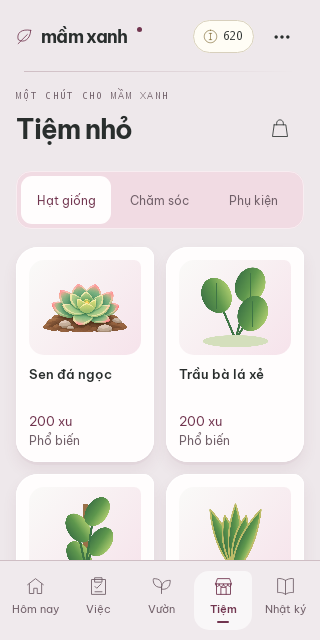 mầm xanh
620
MỘT CHÚT CHO MẦM XANH
Tiệm nhỏ
Hạt giống
Chăm sóc
Phụ kiện
Sen đá ngọc
200 xu
Phổ biến
Trầu bà lá xẻ
200 xu
Phổ biến
Hôm nay
Việc
Vườn
Tiệm
Nhật ký